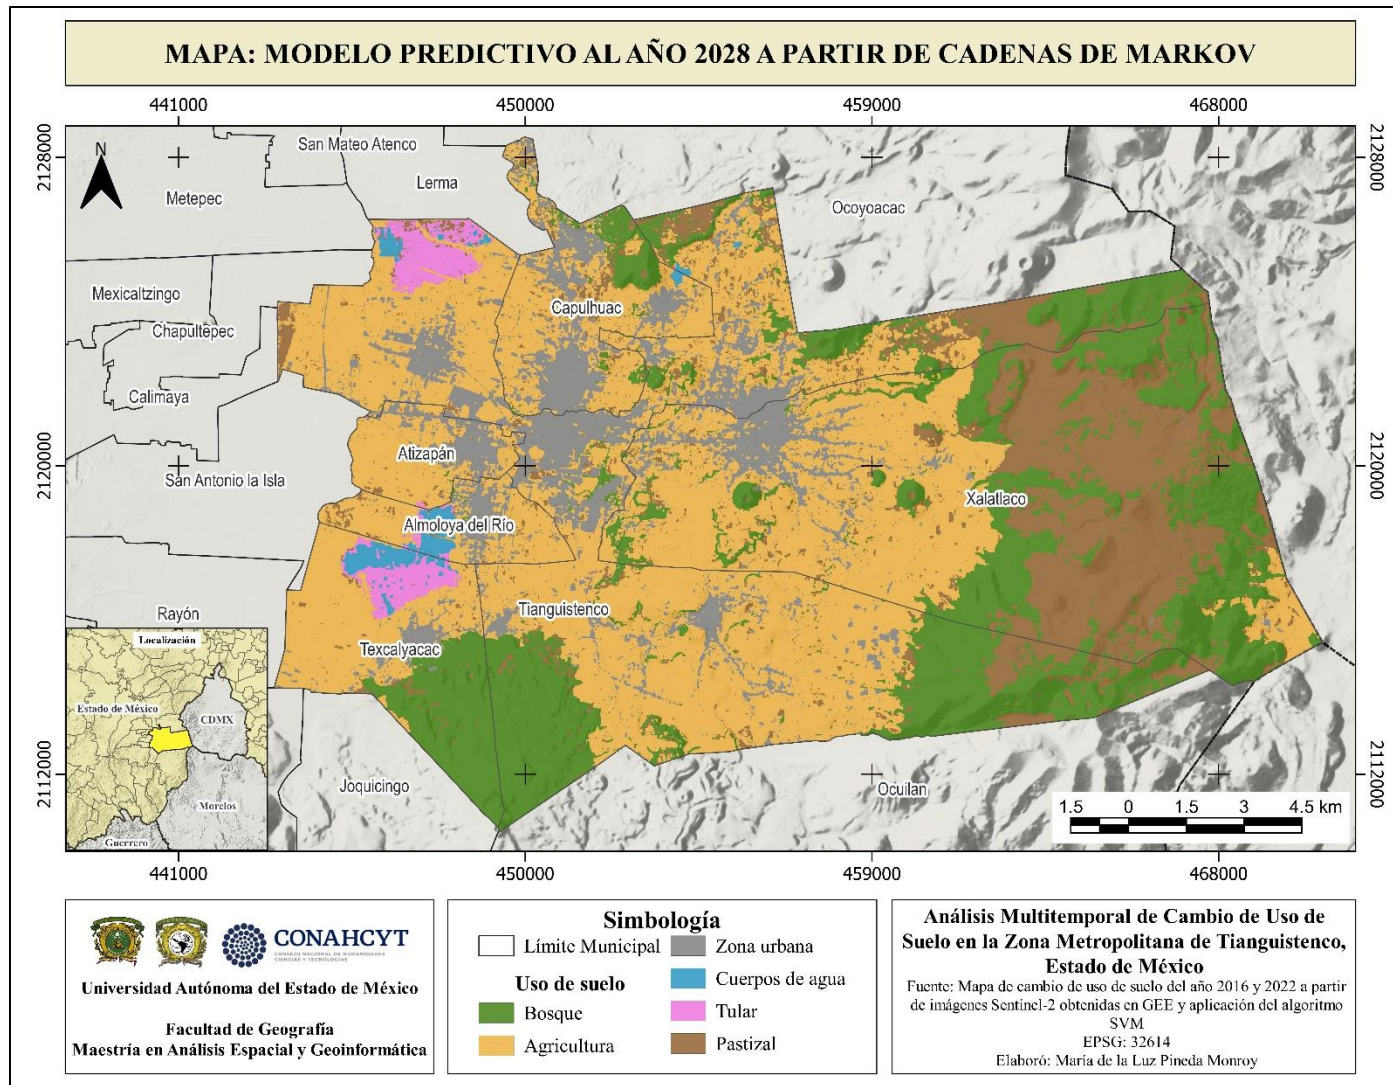 MAPA: MODELO PREDICTIVO AL AÑO 2028 A PARTIR DE CADENAS DE MARKOV
441000
450000
459000
468000
2128000
2128000
2120000
2120000
2112000
2112000
N
San Mateo Atenco
Lerma
Metepec
Ocoyoacac
Mexicaltzingo
Capulhuac
Chapultepec
Calimaya
Atizapán
San Antonio la Isla
Xalatlaco
Almoloya del Río
Rayón
Tianguistenco
Texcalyacac
Joquicingo
Ocuilan
Localización
Estado de México
CDMX
Morelos
Guerrero
1.5 0 1.5 3 4.5 km
441000
450000
459000
468000
CONAHCYT
CONSEJO NACIONAL DE HUMANIDADES
CIENCIAS Y TECNOLOGÍAS
Universidad Autónoma del Estado de México
Facultad de Geografía
Maestría en Análisis Espacial y Geoinformática
Simbología
Límite Municipal
Uso de suelo
Bosque
Agricultura
Zona urbana
Cuerpos de agua
Tular
Pastizal
Análisis Multitemporal de Cambio de Uso de
Suelo en la Zona Metropolitana de Tianguistenco,
Estado de México
Fuente: Mapa de cambio de uso de suelo del año 2016 y 2022 a partir
de imágenes Sentinel-2 obtenidas en GEE y aplicación del algoritmo
SVM
EPSG: 32614
Elaboró: María de la Luz Pineda Monroy